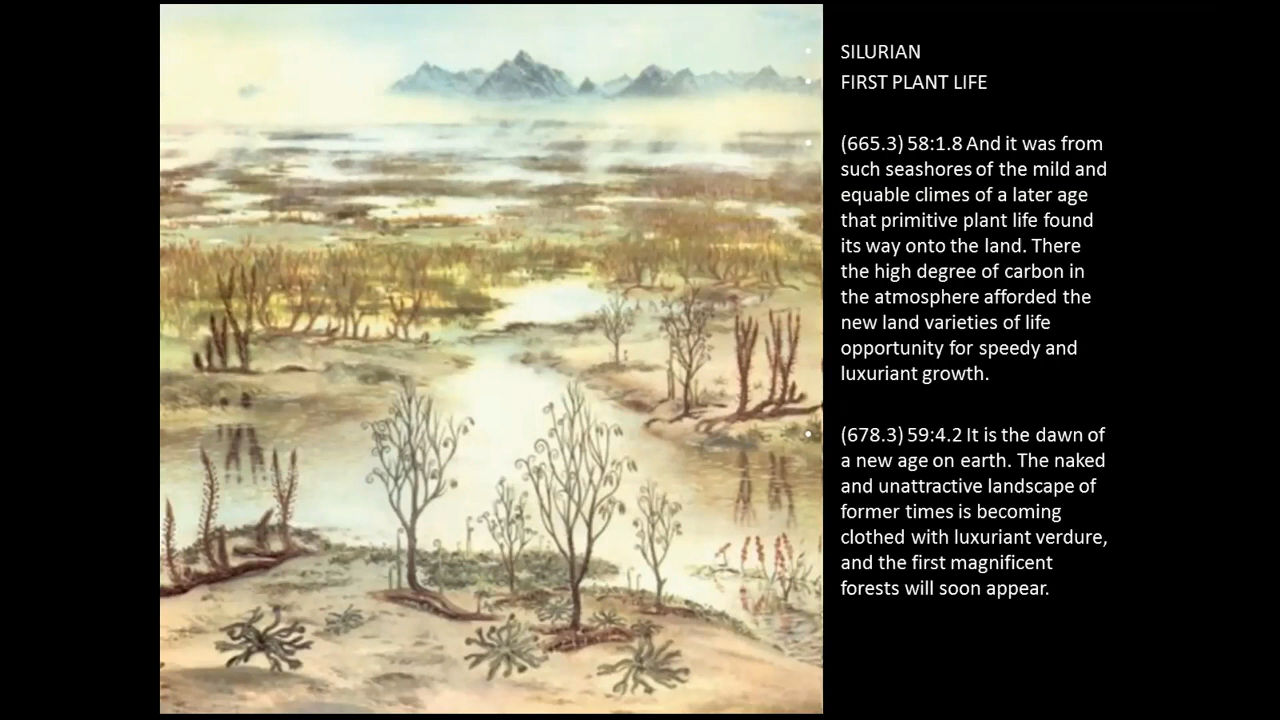 SILURIAN
FIRST PLANT LIFE
(665.3) 58:1.8 And it was from
such seashores of the mild and
equable climes of a later age
that primitive plant life found
its way onto the land. There
the high degree of carbon in
the atmosphere afforded the
new land varieties of life
opportunity for speedy and
luxuriant growth.
(678.3) 59:4.2 It is the dawn of
a new age on earth. The naked
and unattractive landscape of
former times is becoming
clothed with luxuriant verdure,
and the first magnificent
forests will soon appear.